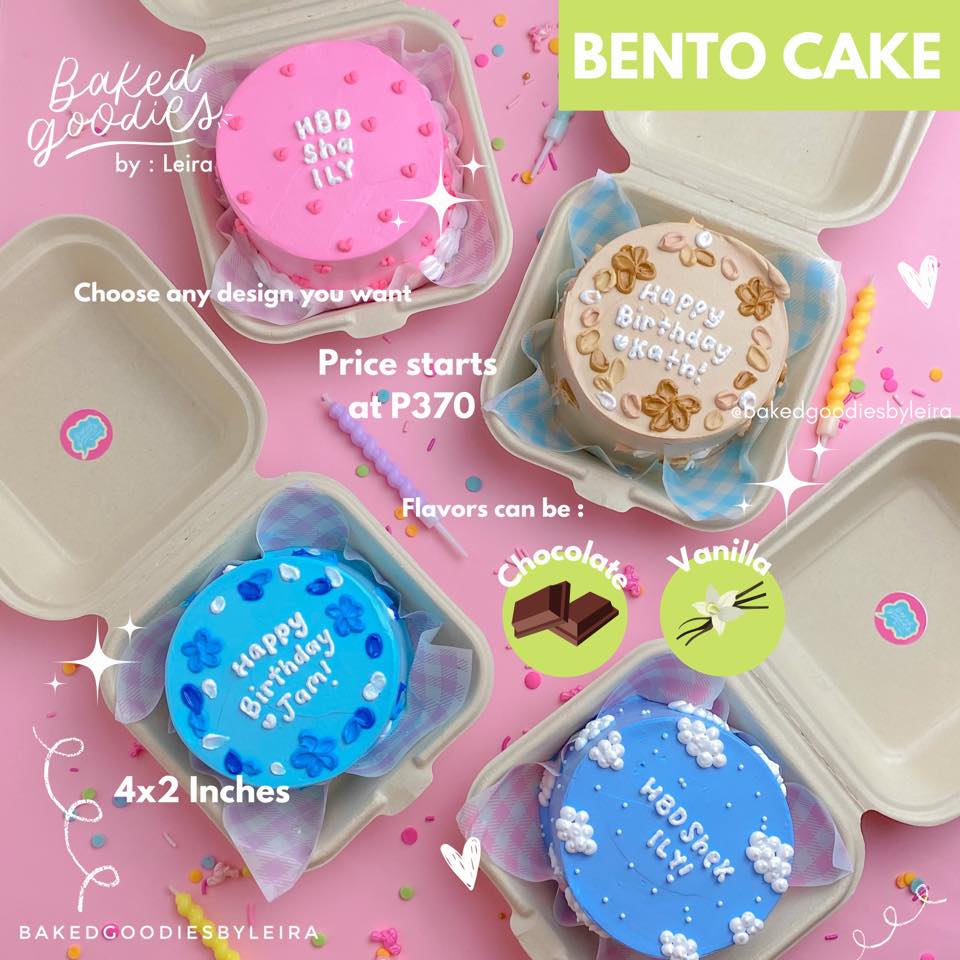 BENTO CAKE
Baked
goodies
by : Leira
HBD
Sha
ILY
Choose any design you want
Happy
Birthday
Kath!
Price starts
at P370
@bakedgoodiesbyleira
Flavors can be :
Chocolate
Vanilla
Happy
Birthday
Jam!
4x2 Inches
HBD Shek
ILY!
BAKEDGOODIESBYLEIRA